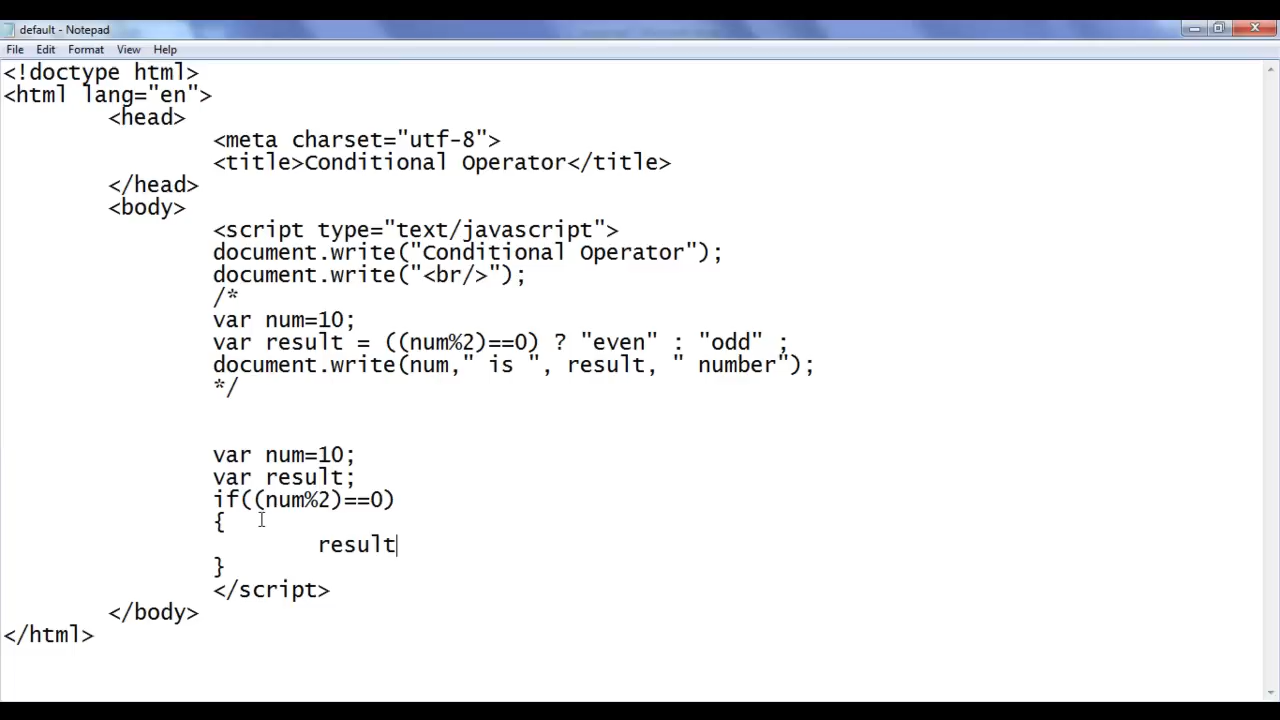 default - Notepad
File Edit Format View Help
<!doctype html>
<html lang="en">
<head>
<meta charset="utf-8">
<title>Conditional Operator</title>
</head>
<body>
<script type="text/javascript">
document.write("Conditional Operator");
document.write("<br/>");
/*
var num=10;
var result = ((num%2)==0) ? "even" : "odd" ;
document.write(num," is ", result, " number");
*/
var num=10;
var result;
if((num%2)==0)
{
result
}
</script>
</body>
</html>